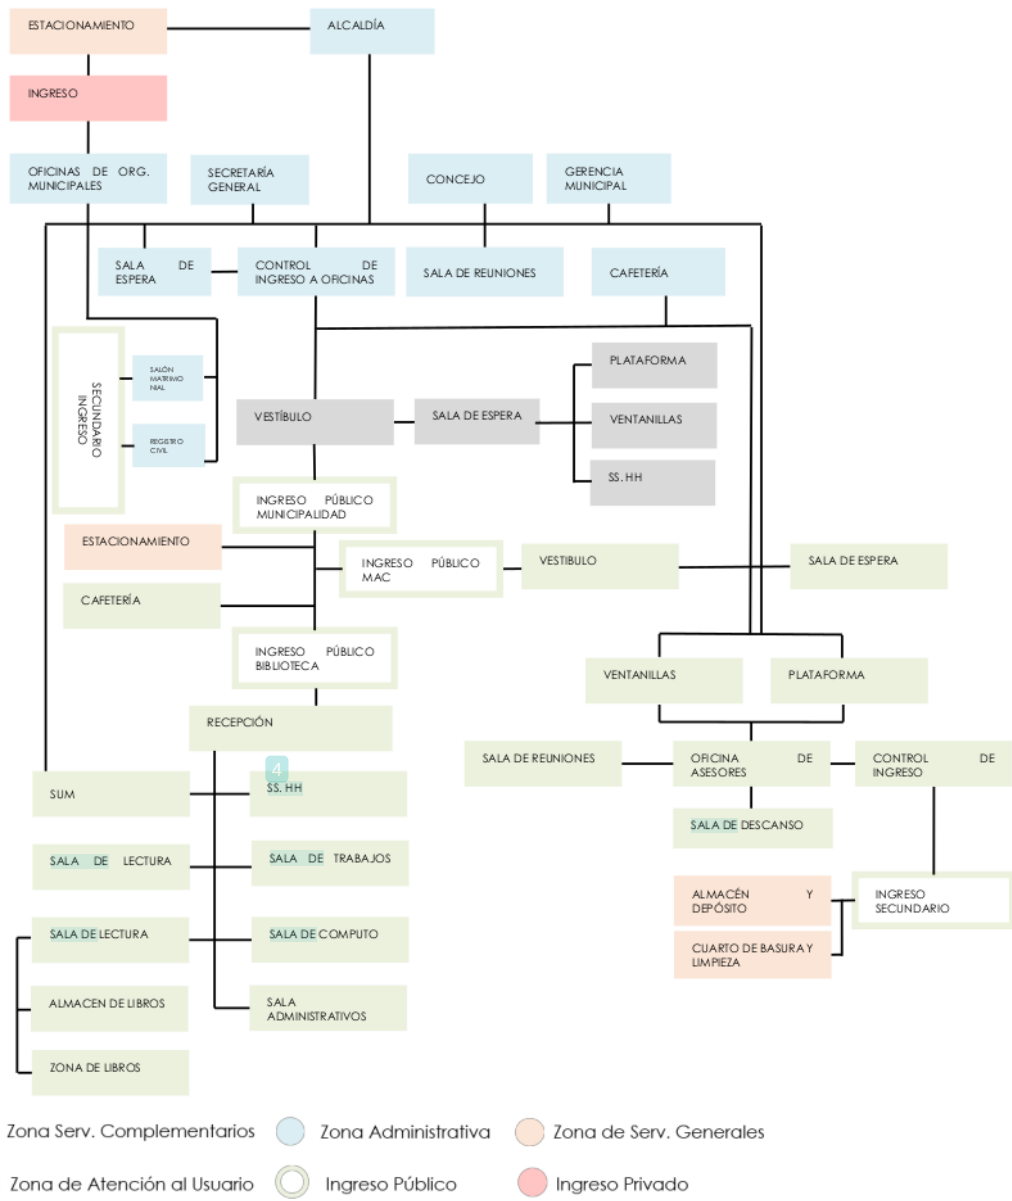 ESTACIONAMIENTO
ALCALDÍA
INGRESO
OFICINAS DE ORG.
MUNICIPALES
SECRETARÍA
GENERAL
CONCEJO
GERENCIA
MUNICIPAL
SALA DE
ESPERA
CONTROL DE
INGRESO A OFICINAS
SALA DE REUNIONES
CAFETERÍA
SECUNDARIO
INGRESO
SALÓN
MATRIMO
NIAL
REGISTRO
CIVIL
PLATAFORMA
VESTÍBULO
SALA DE ESPERA
VENTANILLAS
SS. HH
INGRESO PÚBLICO
MUNICIPALIDAD
ESTACIONAMIENTO
INGRESO PÚBLICO
MAC
VESTIBULO
SALA DE ESPERA
CAFETERÍA
INGRESO PÚBLICO
BIBLIOTECA
VENTANILLAS
PLATAFORMA
RECEPCIÓN
SALA DE REUNIONES
OFICINA DE
ASESORES
CONTROL DE
INGRESO
4
SUM
SS. HH
SALA DE DESCANSO
SALA DE LECTURA
SALA DE TRABAJOS
ALMACÉN Y
DEPÓSITO
INGRESO
SECUNDARIO
SALA DE LECTURA
SALA DE COMPUTO
CUARTO DE BASURA Y
LIMPIEZA
ALMACEN DE LIBROS
SALA
ADMINISTRATIVOS
ZONA DE LIBROS
Zona Serv. Complementarios
Zona Administrativa
Zona de Serv. Generales
Zona de Atención al Usuario
Ingreso Público
Ingreso Privado